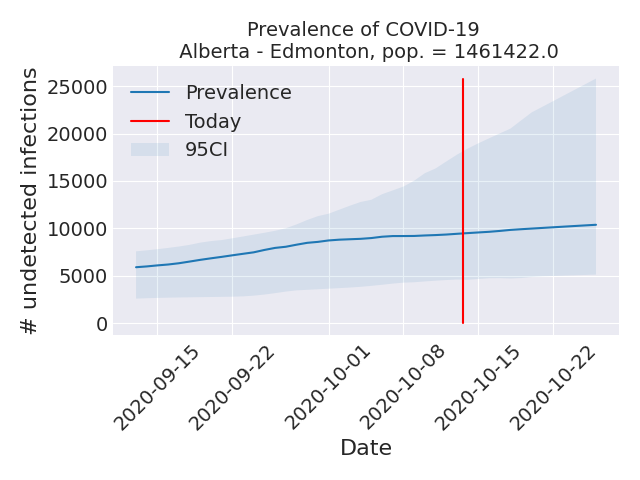 Prevalence of COVID-19
Alberta - Edmonton, pop. = 1461422.0
# undetected infections
25000
20000
15000
10000
5000
0
Prevalence
Today
95CI
2020-09-15
2020-09-22
2020-10-01
2020-10-08
2020-10-15
2020-10-22
Date